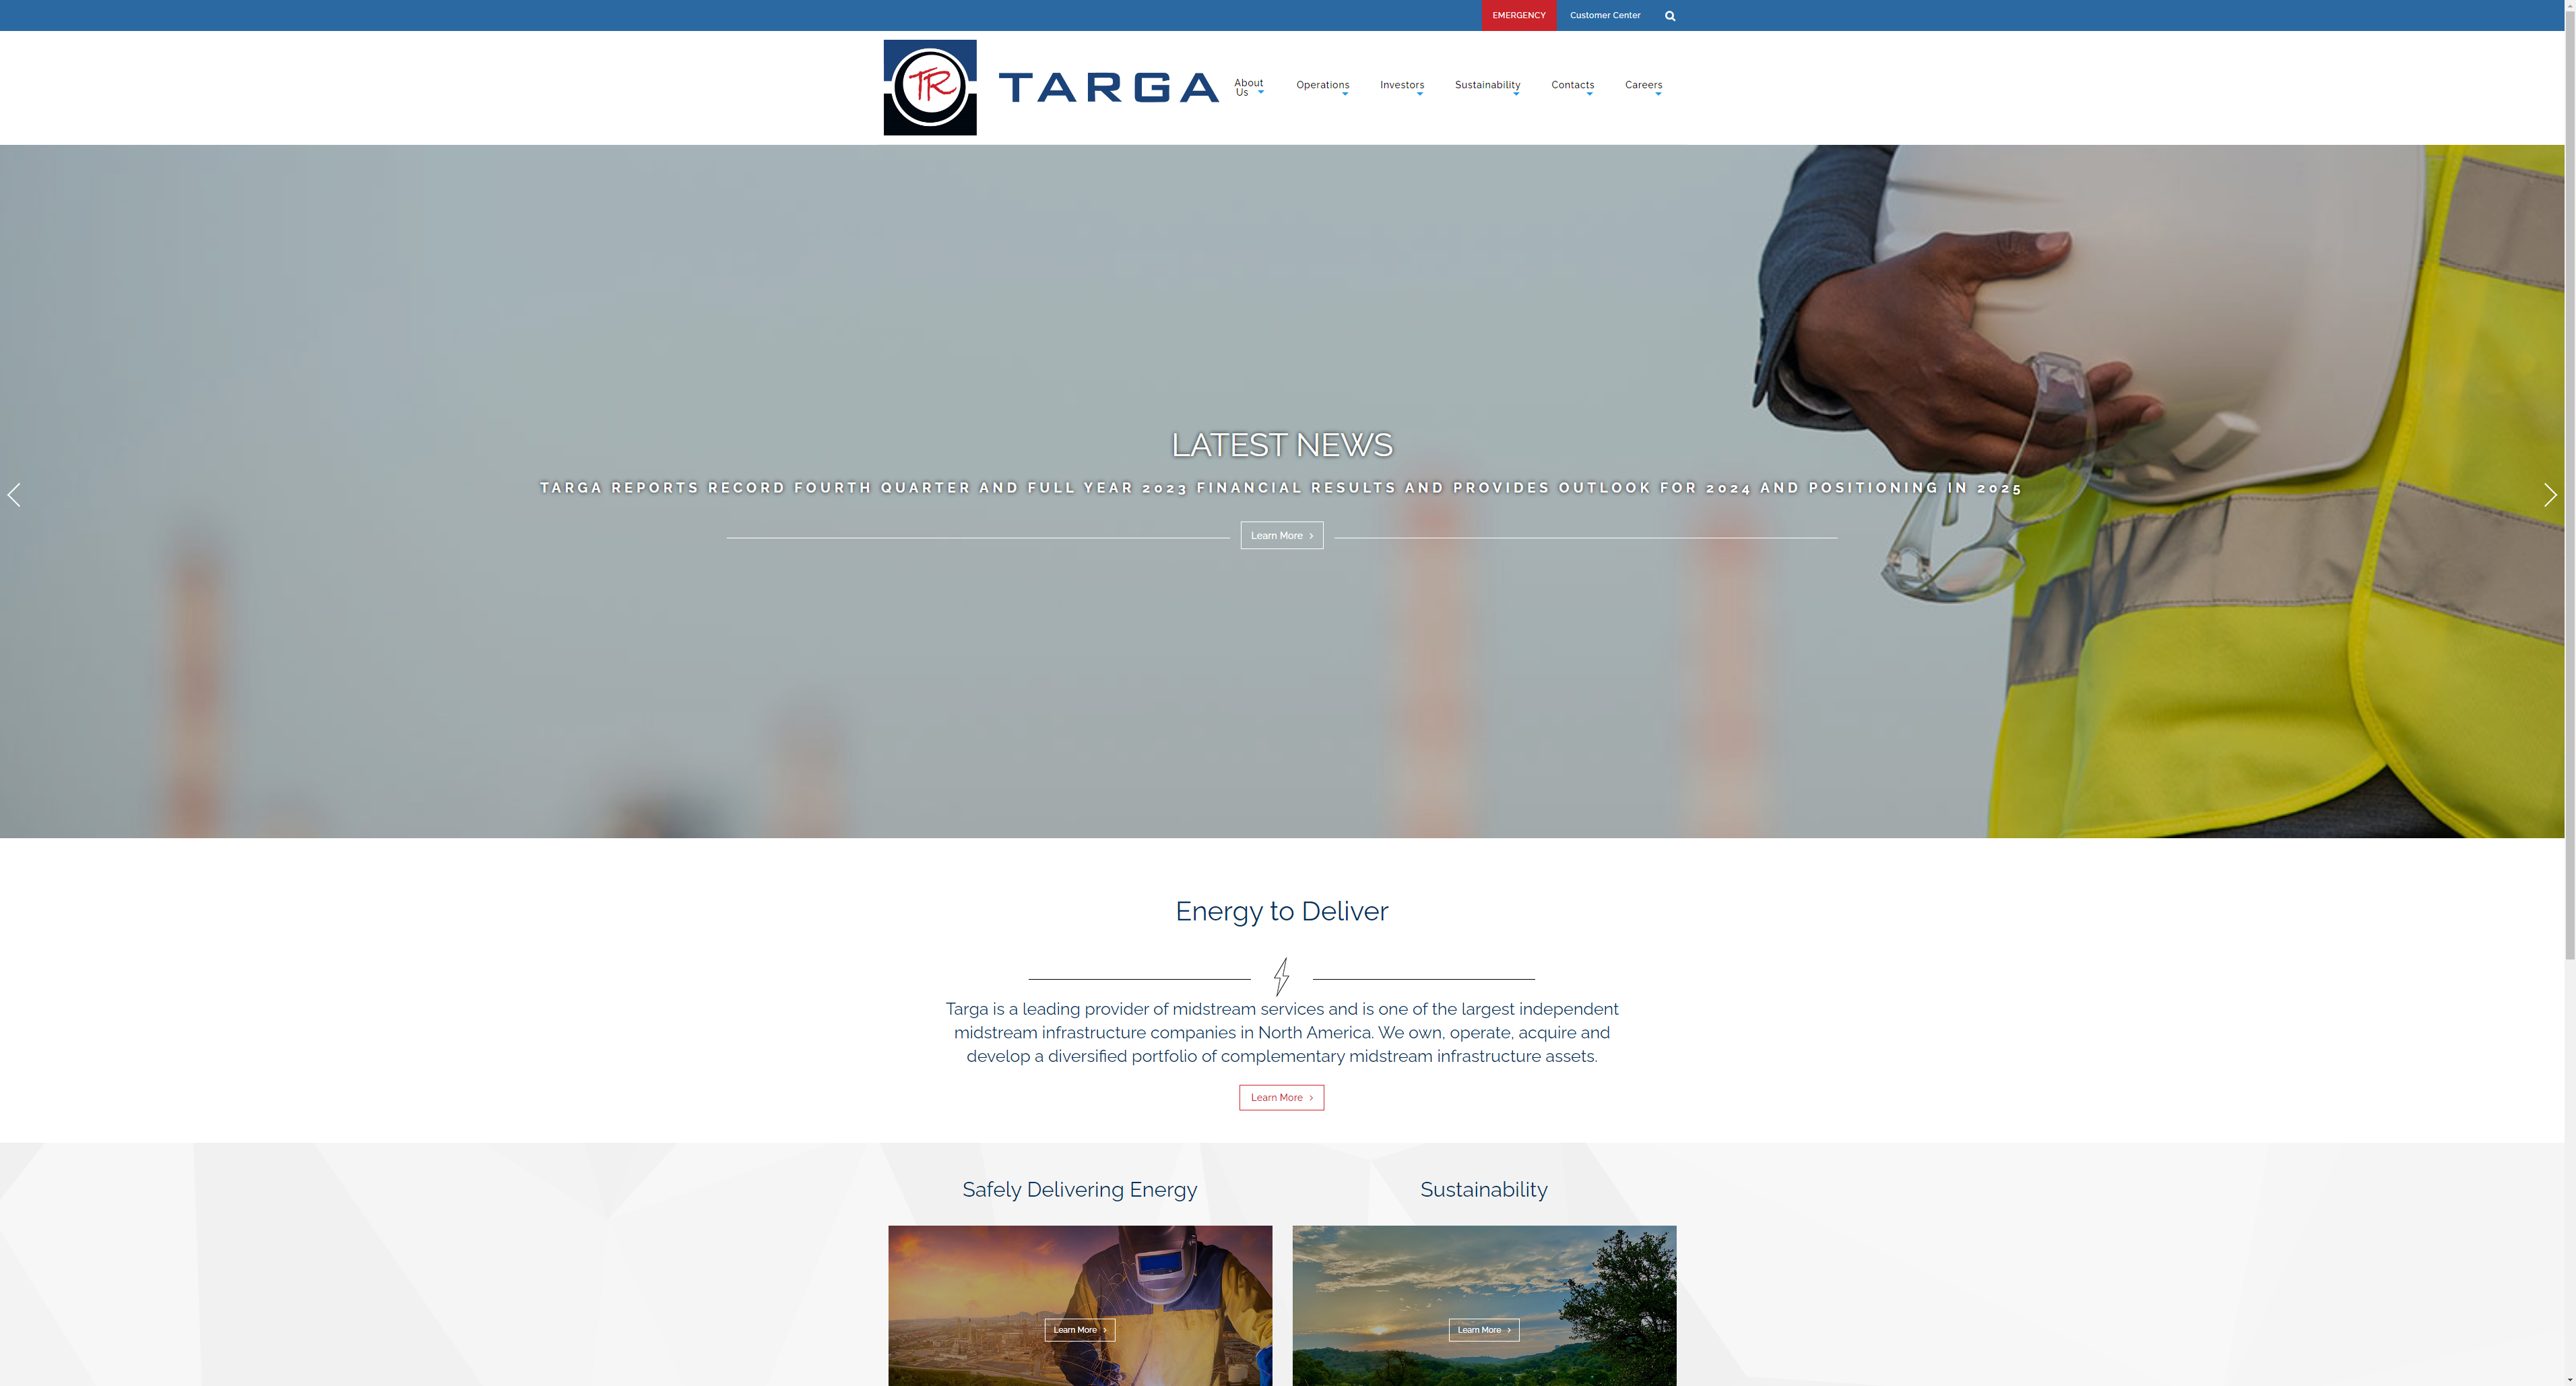 EMERGENCY Customer Center
TR TARGA
About Us Operations Investors Sustainability Contacts Careers
LATEST NEWS
TARGA REPORTS RECORD FOURTH QUARTER AND FULL YEAR 2023 FINANCIAL RESULTS AND PROVIDES OUTLOOK FOR 2024 AND POSITIONING IN 2025
Learn More
Energy to Deliver
Targa is a leading provider of midstream services and is one of the largest independent
midstream infrastructure companies in North America. We own, operate, acquire and
develop a diversified portfolio of complementary midstream infrastructure assets.
Learn More
Safely Delivering Energy
Learn More
Sustainability
Learn More